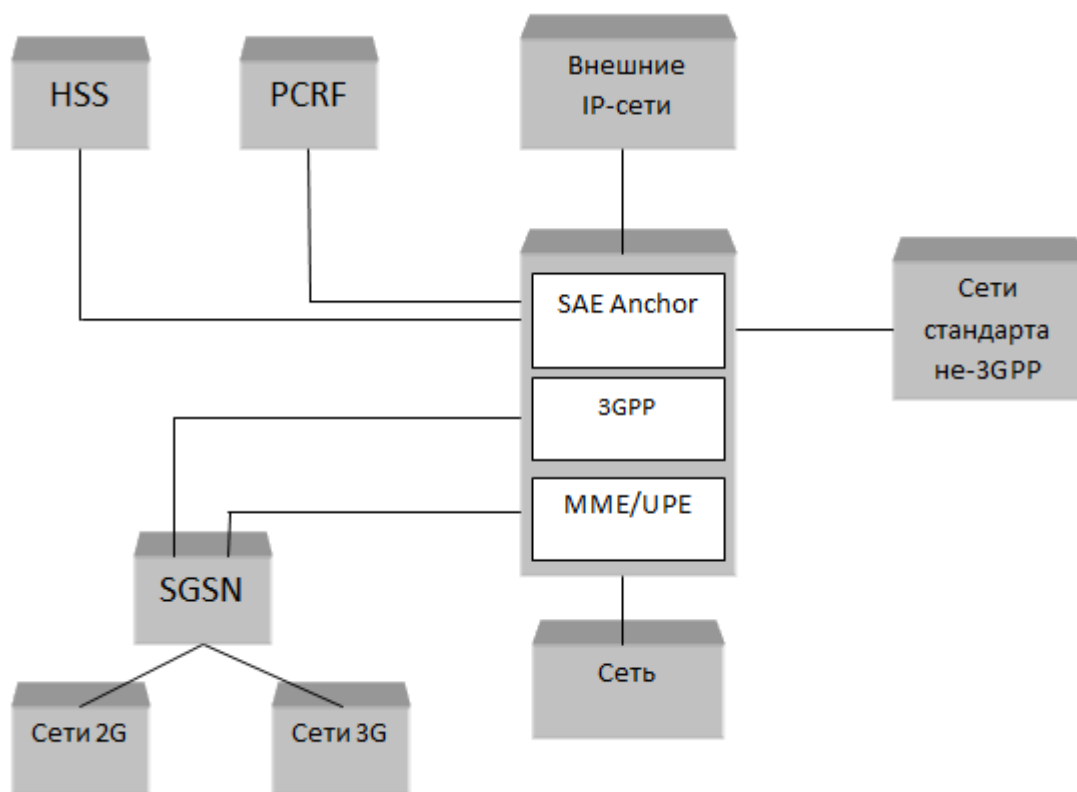 HSS
PCRF
Внешние
IP-сети
SAE Anchor
Сети
стандарта
не-3GPP
3GPP
MME/UPE
SGSN
Сеть
Сети 2G
Сети 3G